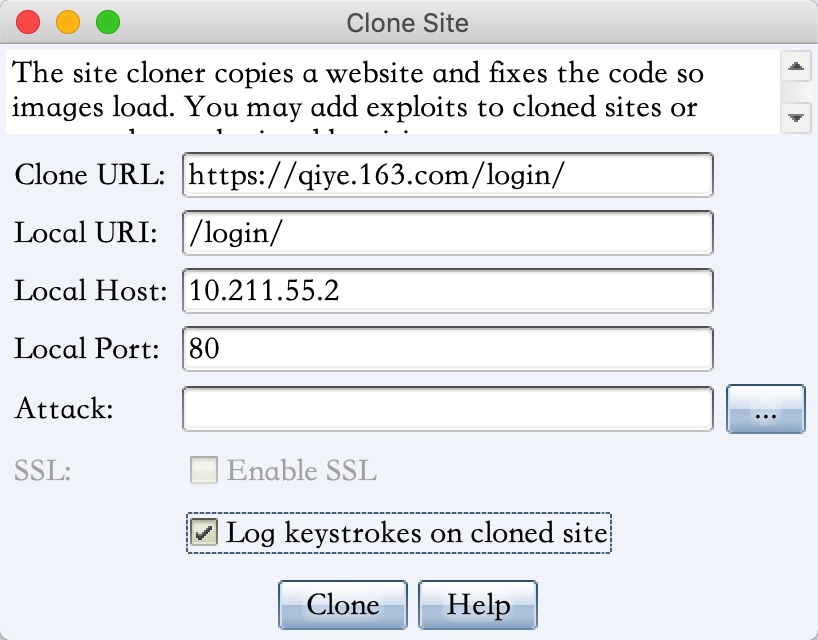 Clone Site
The site cloner copies a website and fixes the code so
images load. You may add exploits to cloned sites or
Clone URL: https://qiye.163.com/login/
Local URI: /login/
Local Host: 10.211.55.2
Local Port: 80
Attack: ...
SSL: Enable SSL
Log keystrokes on cloned site
Clone Help